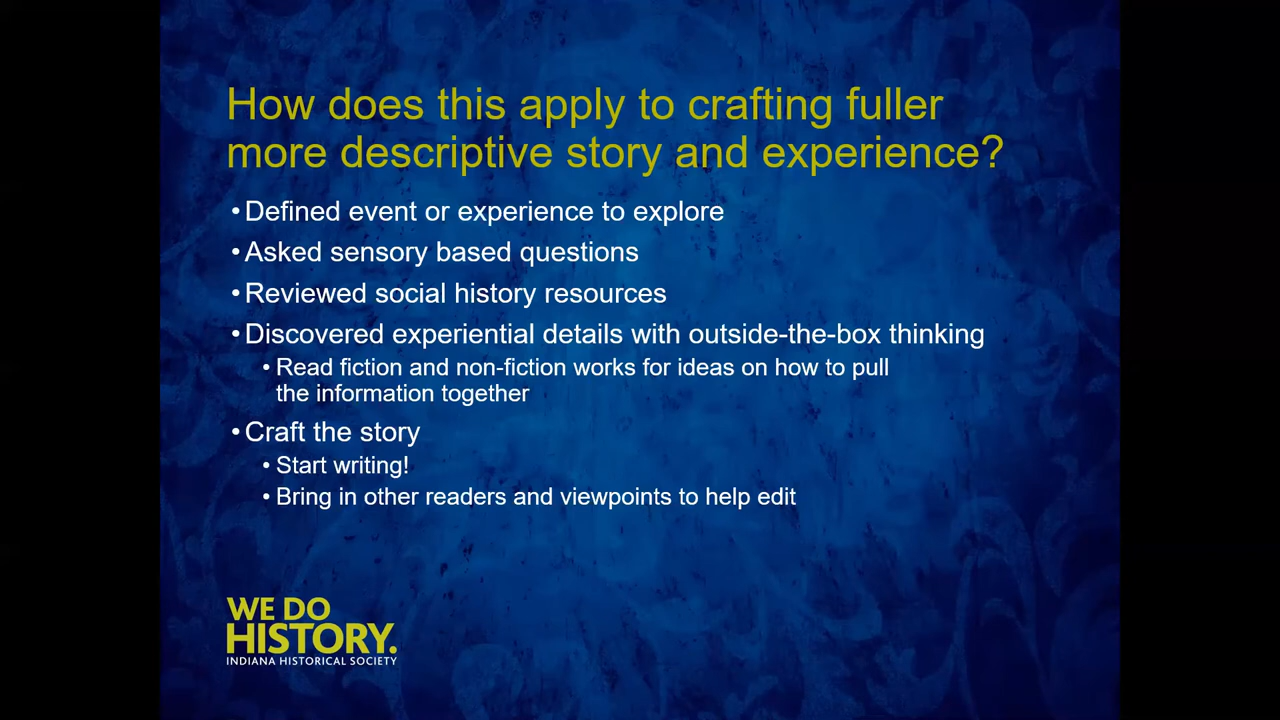 How does this apply to crafting fuller
more descriptive story and experience?
•Defined event or experience to explore
•Asked sensory based questions
•Reviewed social history resources
•Discovered experiential details with outside-the-box thinking
•Read fiction and non-fiction works for ideas on how to pull
the information together
•Craft the story
•Start writing!
•Bring in other readers and viewpoints to help edit
WE DO
HISTORY.
INDIANA HISTORICAL SOCIETY